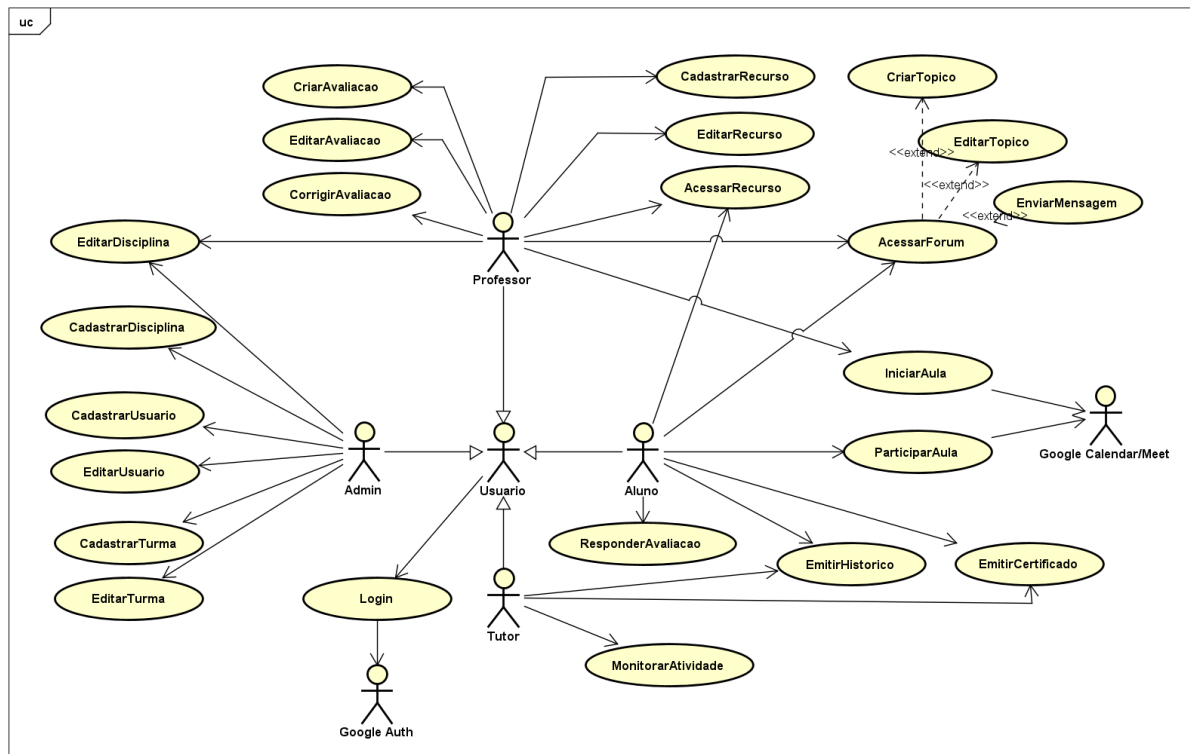 uc
CriarAvaliacao
CadastrarRecurso
CriarTopico
EditarAvaliacao
EditarRecurso
EditarTopico
<<extend>>
CorrigirAvaliacao
AcessarRecurso
<<extend>>
EnviarMensagem
<<extend>>
EditarDisciplina
AcessarForum
Professor
CadastrarDisciplina
IniciarAula
CadastrarUsuario
ParticiparAula
Google Calendar/Meet
EditarUsuario
Admin
Usuario
Aluno
CadastrarTurma
ResponderAvaliacao
EmitirHistorico
EmitirCertificado
EditarTurma
Login
Tutor
MonitorarAtividade
Google Auth